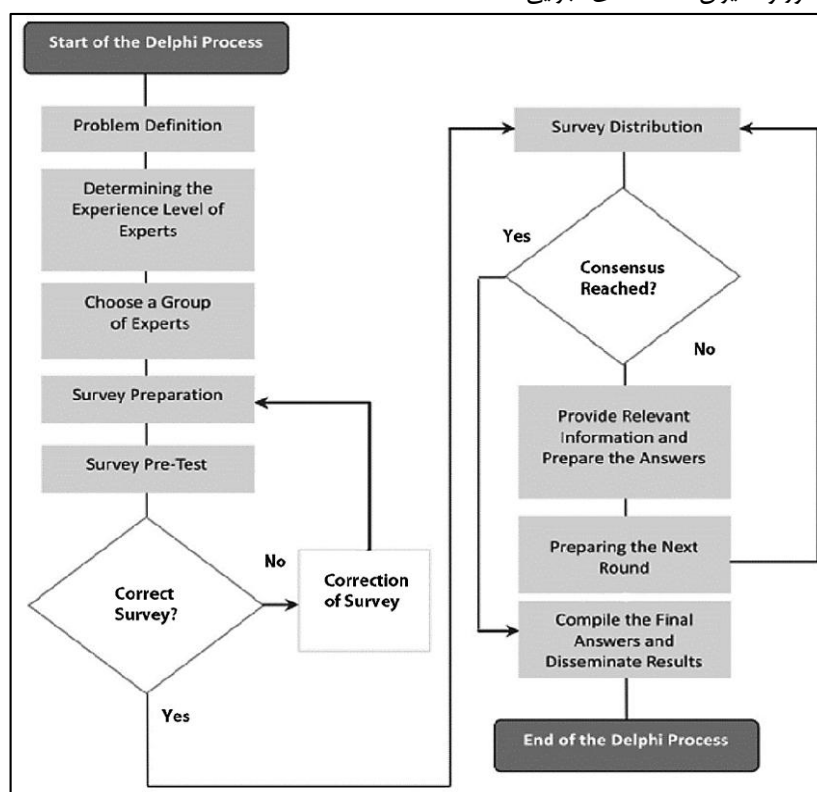 Start of the Delphi Process
Problem Definition
Determining the
Experience Level of
Experts
Choose a Group
of Experts
Survey Preparation
Survey Pre-Test
Correct
Survey?
No
Correction
of Survey
Yes
Survey Distribution
Consensus
Reached?
Yes
No
Provide Relevant
Information and
Prepare the Answers
Preparing the Next
Round
Compile the Final
Answers and
Disseminate Results
End of the Delphi Process